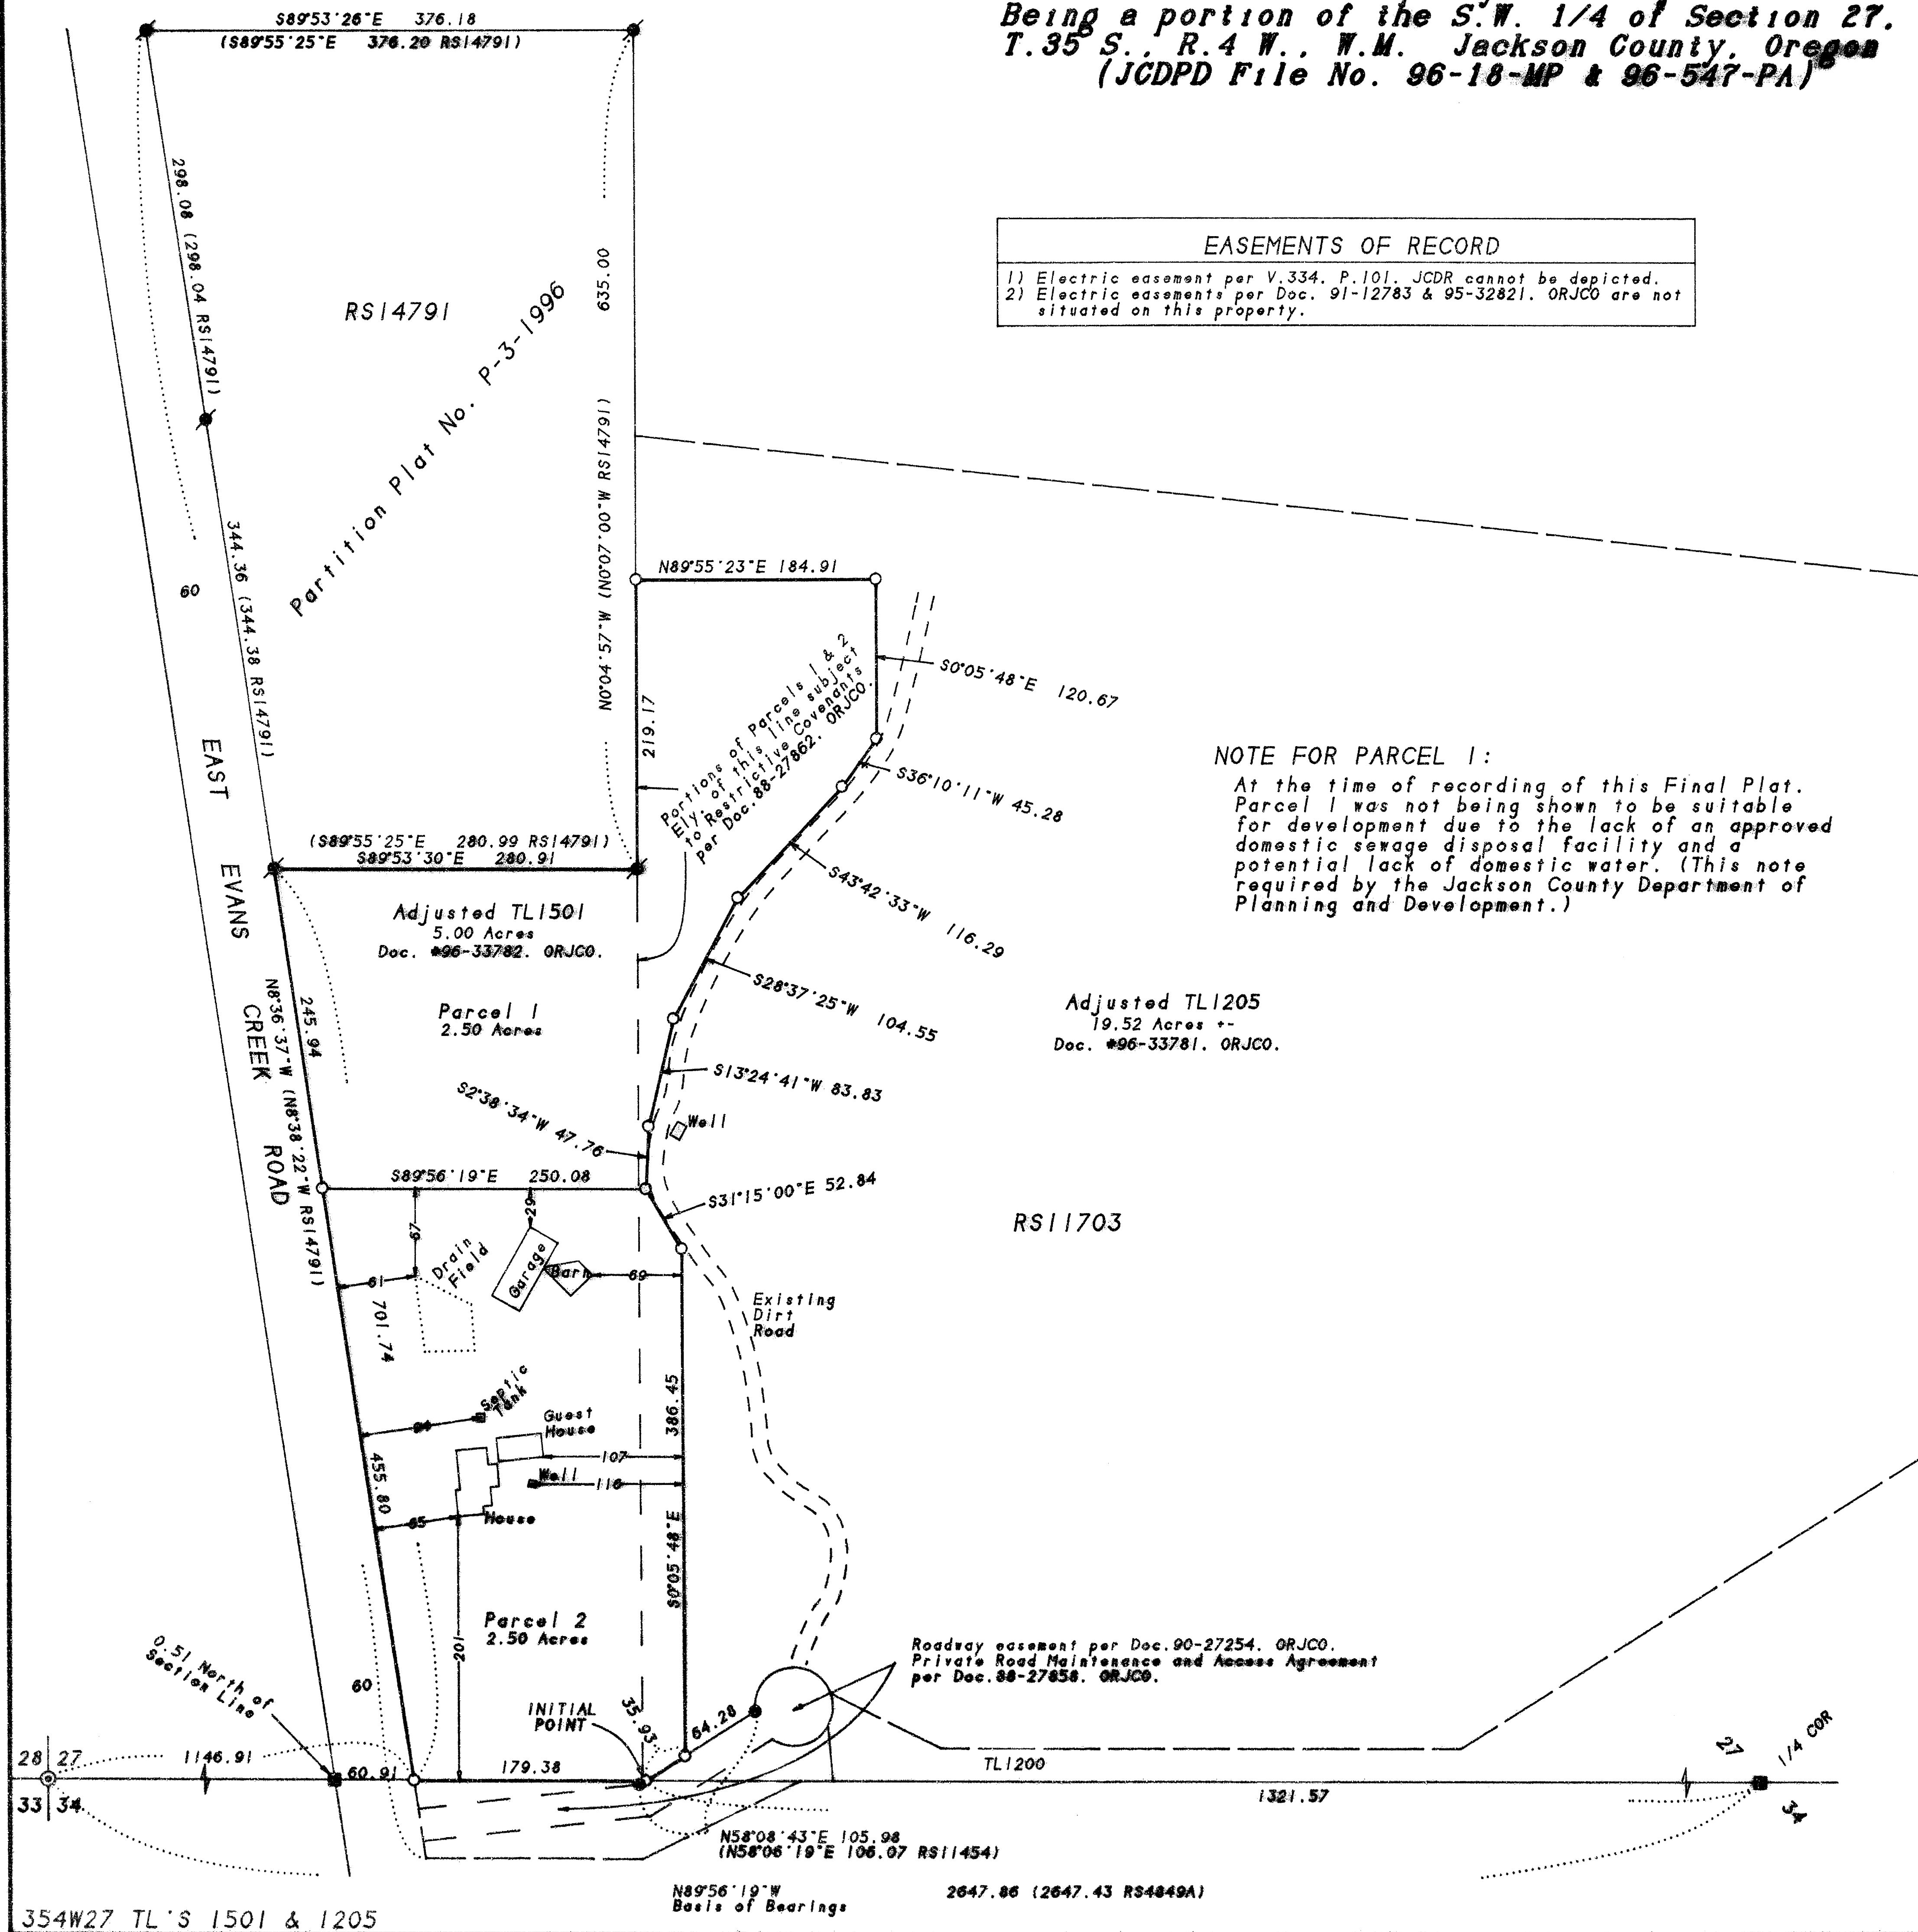 Being a portion of the S.W. 1/4 of Section 27,
T.35 S., R.4 W., W.M. Jackson County, Oregon
(JCDPD File No. 96-18-MP & 96-547-PA)
S89°53'26"E 376.18
(S89°55'25"E 376.20 RS14791)
298.08 (298.04 RS14791)
635.00
RS14791
Partition Plat No. P-3-1996
N0°04'57"W (N0°07'00"W RS14791)
EASEMENTS OF RECORD
1) Electric easement per V.334, P.101, JCDR cannot be depicted.
2) Electric easements per Doc. 91-12783 & 95-32821, ORJCO are not
situated on this property.
344.36 (344.38 RS14791)
60
N89°55'23"E 184.91
219.17
Portions of Parcels 1 & 2
Ely. of this line subject
to Restrictive Covenants
per Doc.88-27862, ORJCO.
S0°05'48"E 120.67
S36°10'11"W 45.28
S43°42'33"W 116.29
S28°37'25"W 104.55
S13°24'41"W 83.83
S2°38'34"W 47.76
S31°15'00"E 52.84
NOTE FOR PARCEL 1:
At the time of recording of this Final Plat,
Parcel 1 was not being shown to be suitable
for development due to the lack of an approved
domestic sewage disposal facility and a
potential lack of domestic water. (This note
required by the Jackson County Department of
Planning and Development.)
EAST EVANS CREEK ROAD
(S89°55'25"E 280.99 RS14791)
S89°53'30"E 280.91
Adjusted TL1501
5.00 Acres
Doc. #96-33782, ORJCO.
Parcel 1
2.50 Acres
245.94
N8°36'37"W (N8°38'22"W RS14791)
Adjusted TL1205
19.52 Acres +-
Doc. #96-33781, ORJCO.
Well
S89°56'19"E 250.08
RS11703
67
29
Drain
Field
Garage
Barn
69
61
701.74
Existing
Dirt
Road
Septic
Tank
94
Guest
House
107
Well
116
386.45
455.80
65
House
S0°05'48"E
Parcel 2
2.50 Acres
201
60
0.51 North of
Section Line
INITIAL
POINT
35.93
64.28
Roadway easement per Doc.90-27254, ORJCO.
Private Road Maintenance and Access Agreement
per Doc.88-27858, ORJCO.
28 27
33 34
1146.91
60.91
179.38
TL1200
1321.57
27
1/4 COR
34
N58°08'43"E 105.98
(N58°06'19"E 106.07 RS11454)
N89°56'19"W 2647.86 (2647.43 RS4849A)
Basis of Bearings
354W27 TL'S 1501 & 1205